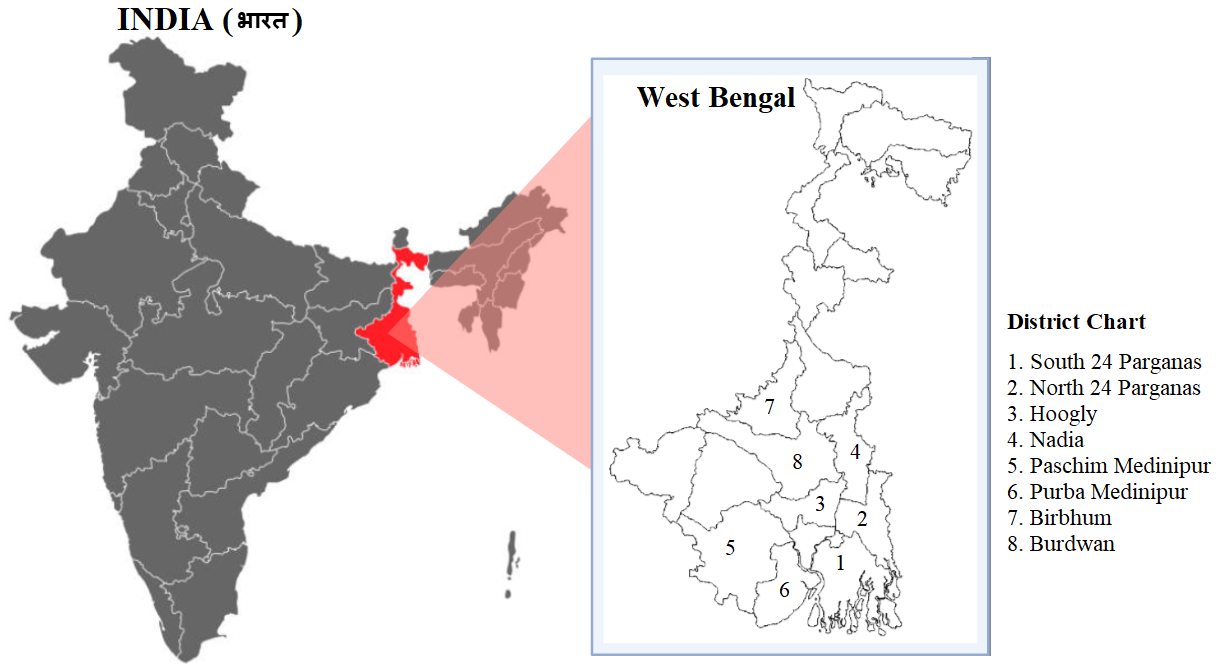 INDIA (भारत)
West Bengal
7
8
4
3
2
5
1
6
District Chart
1. South 24 Parganas
2. North 24 Parganas
3. Hoogly
4. Nadia
5. Paschim Medinipur
6. Purba Medinipur
7. Birbhum
8. Burdwan